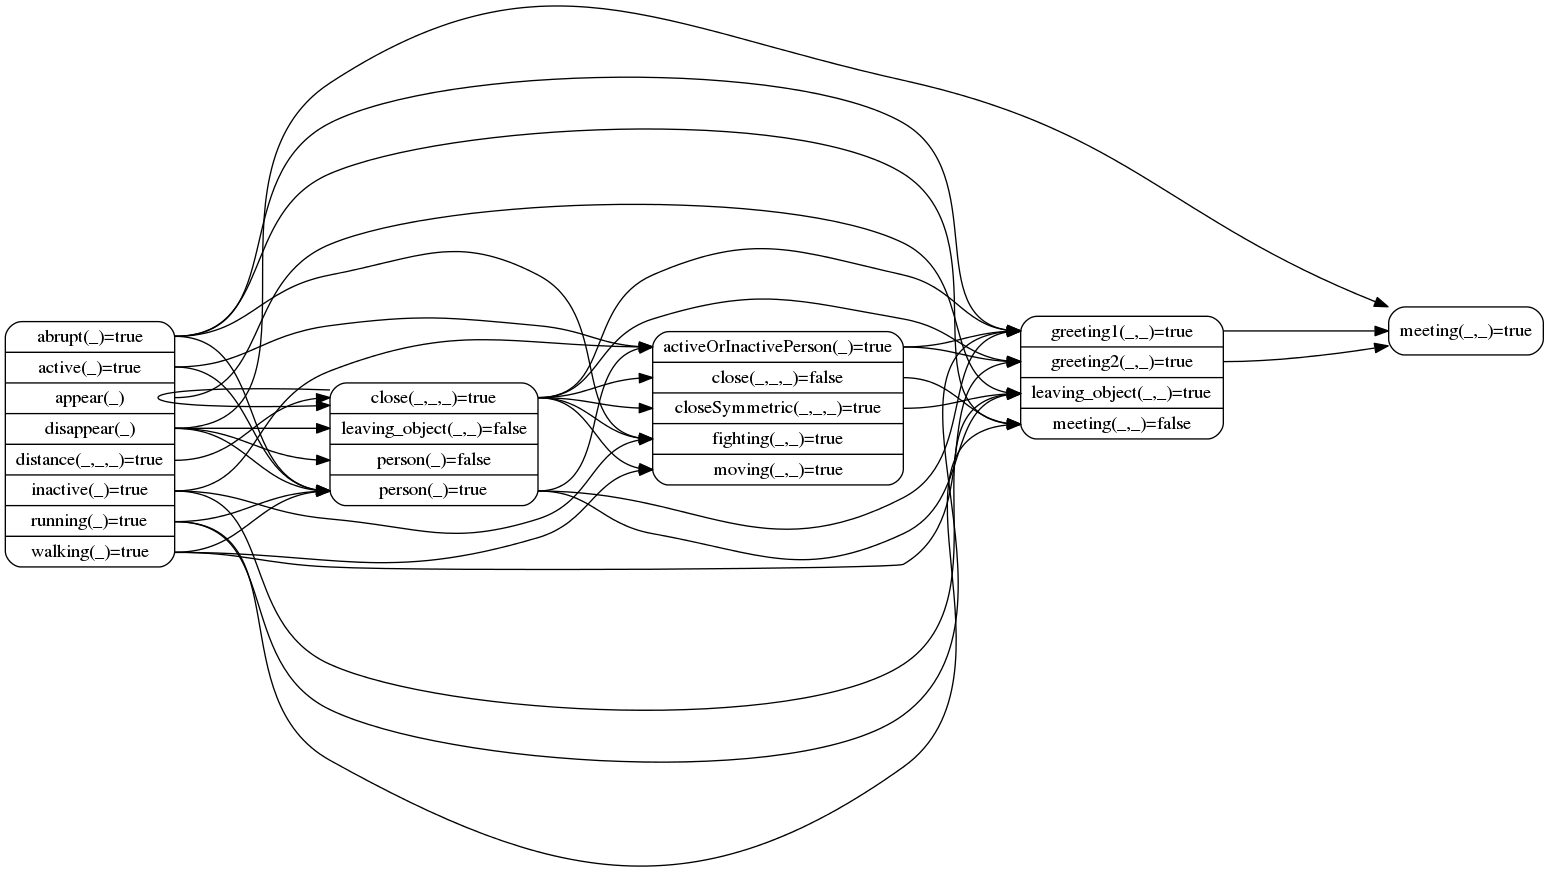 abrupt(_)=true
active(_)=true
appear(_)
disappear(_)
distance(_,_,_)=true
inactive(_)=true
running(_)=true
walking(_)=true
close(_,_,_)=true
leaving_object(_,_)=false
person(_)=false
person(_)=true
activeOrInactivePerson(_)=true
close(_,_,_)=false
closeSymmetric(_,_,_)=true
fighting(_,_)=true
moving(_,_)=true
greeting1(_,_)=true
greeting2(_,_)=true
leaving_object(_,_)=true
meeting(_,_)=false
meeting(_,_)=true